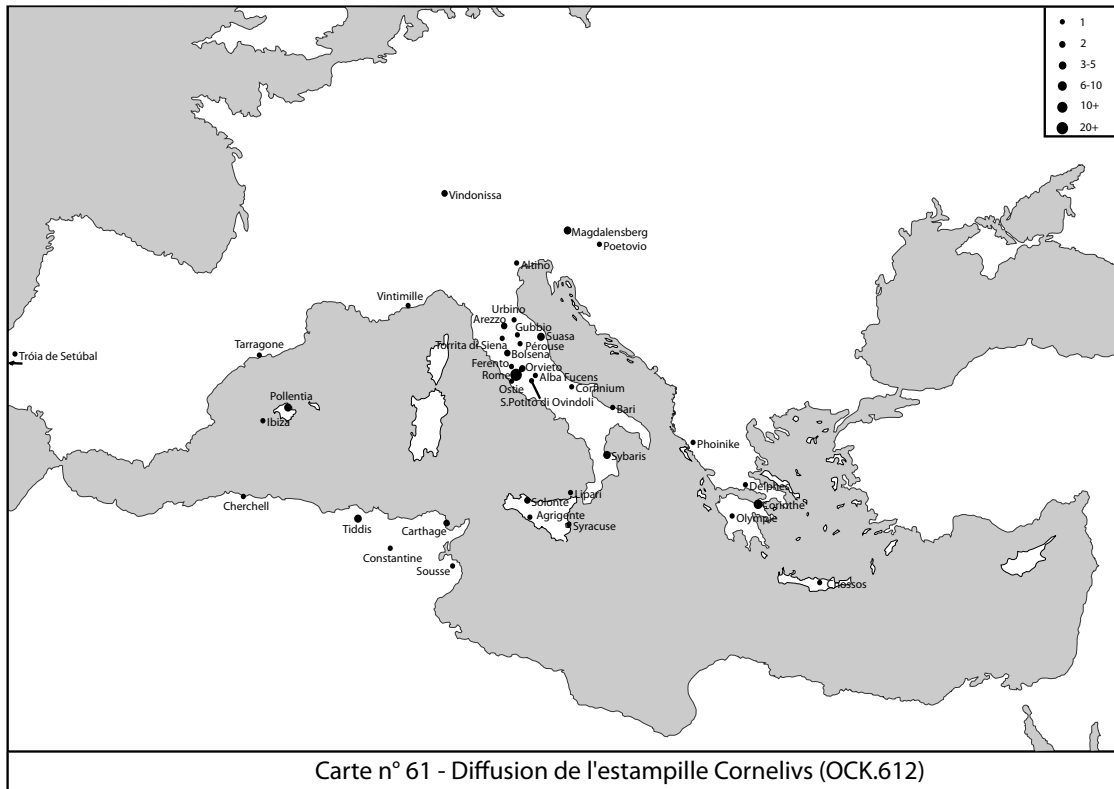 1
2
3-5
6-10
10+
20+
Vindonissa
Magdalensberg
Poetovio
Altino
Vintimille
Urbino
Arezzo
Gubbio
Suasa
Torrita di Siena
Pérouse
Bolsena
Tróia de Setúbal
Tarragone
Ferento
Orvieto
Rome
Alba Fucens
Ostie
Corfinium
S.Potito di Ovindoli
Pollentia
Ibiza
Bari
Phoinike
Sybaris
Delphes
Lipari
Cherchell
Solonte
Corinthe
Agrigente
Olympie
Tiddis
Carthage
Syracuse
Constantine
Sousse
Cnossos
Carte n° 61 - Diffusion de l'estampille Cornelivs (OCK.612)